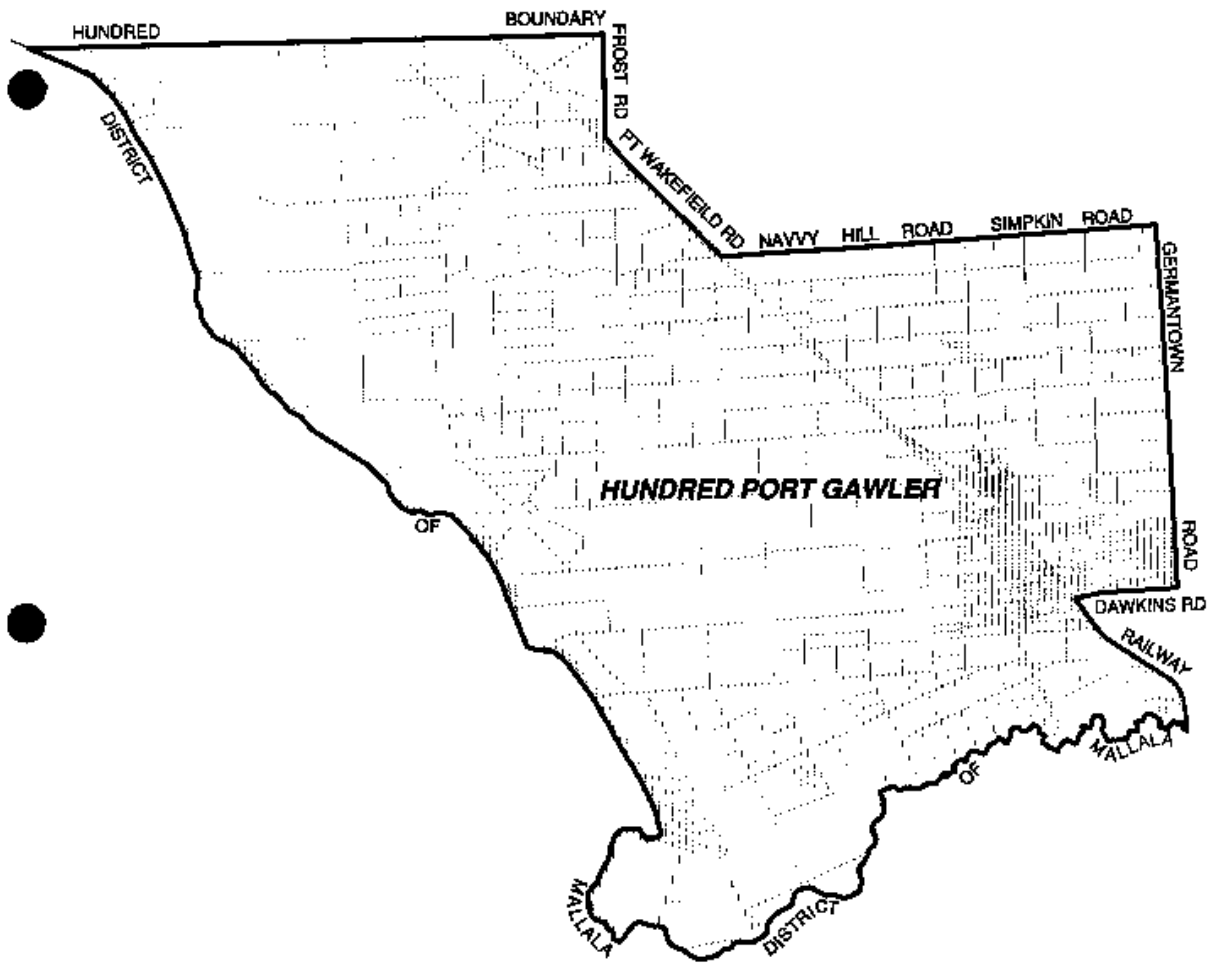 HUNDRED BOUNDARY
FROST RD
PT WAKEFIEILD RD
NAVVY HILL ROAD SIMPKIN ROAD
GERMANTOWN ROAD
DAWKINS RD
RAILWAY
HUNDRED PORT GAWLER
DISTRICT OF MALLALA
DISTRICT OF MALLALA